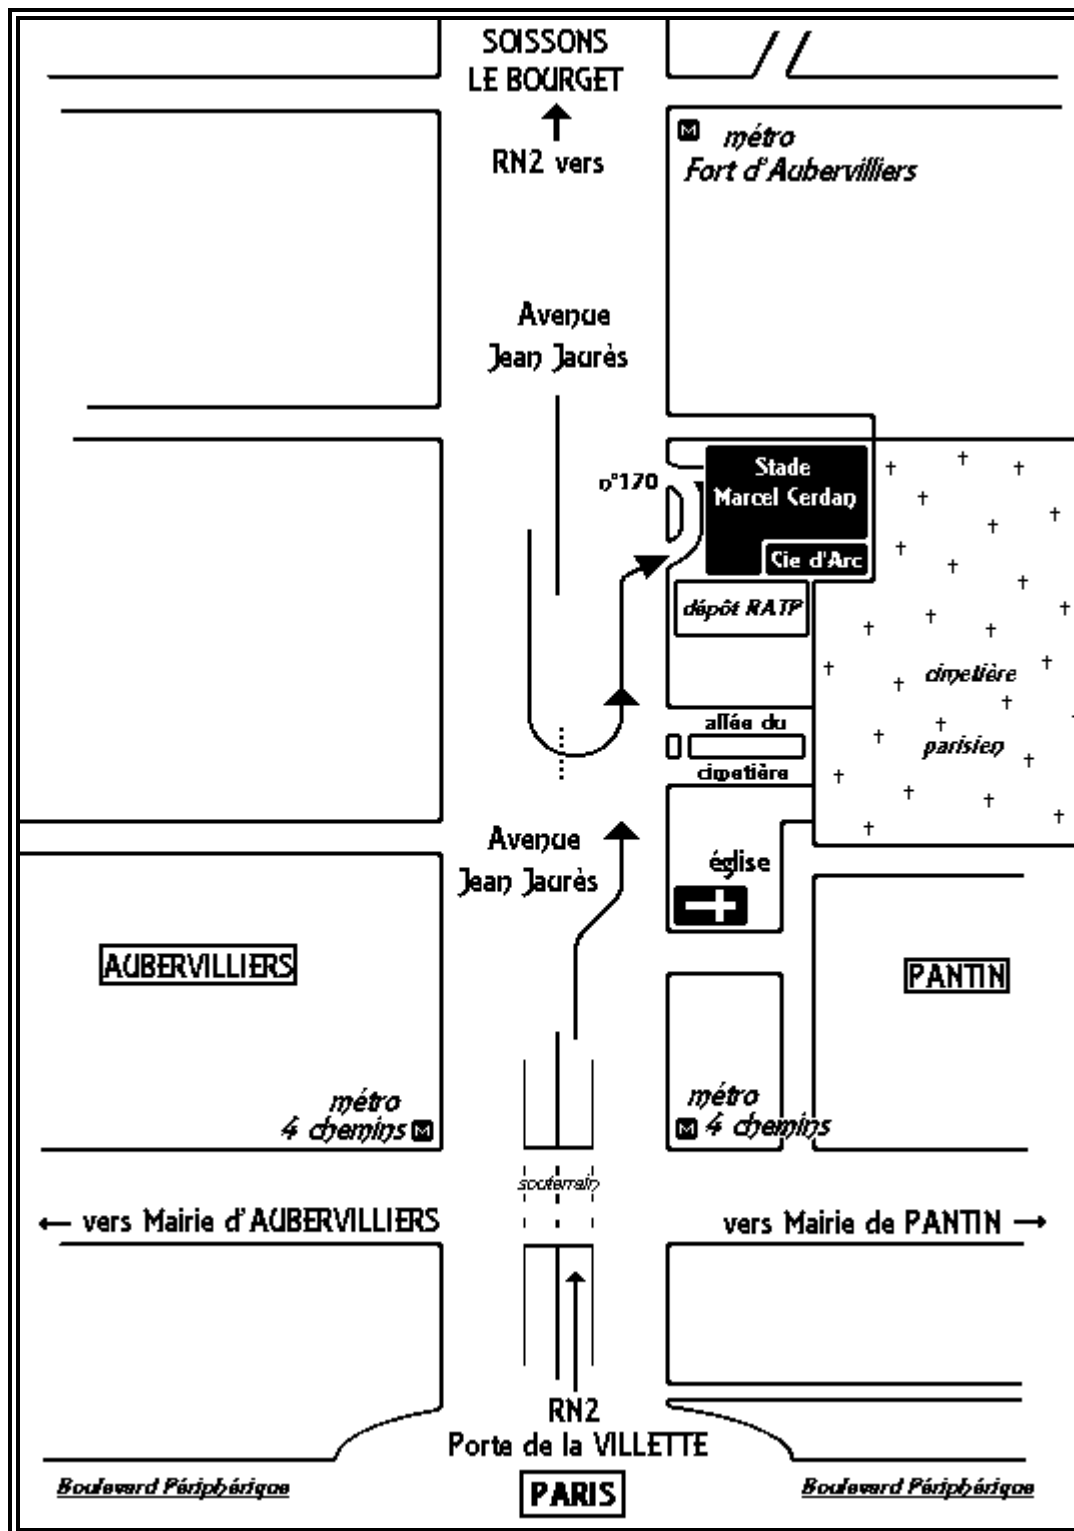 SOISSONS
LE BOURGET
RN2 vers
M métro
Fort d'Aubervilliers
Avenue
Jean Jaurès
n°170
Stade
Marcel Cerdan
Cie d'Arc
dépôt RATP
cimetière
parisien
allée du
cimetière
Avenue
Jean Jaurès
église
AUBERVILLIERS
PANTIN
métro
4 chemins M
métro
M 4 chemins
souterrain
← vers Mairie d'AUBERVILLIERS
vers Mairie de PANTIN →
RN2
Porte de la VILLETTE
Boulevard Périphérique
PARIS
Boulevard Périphérique